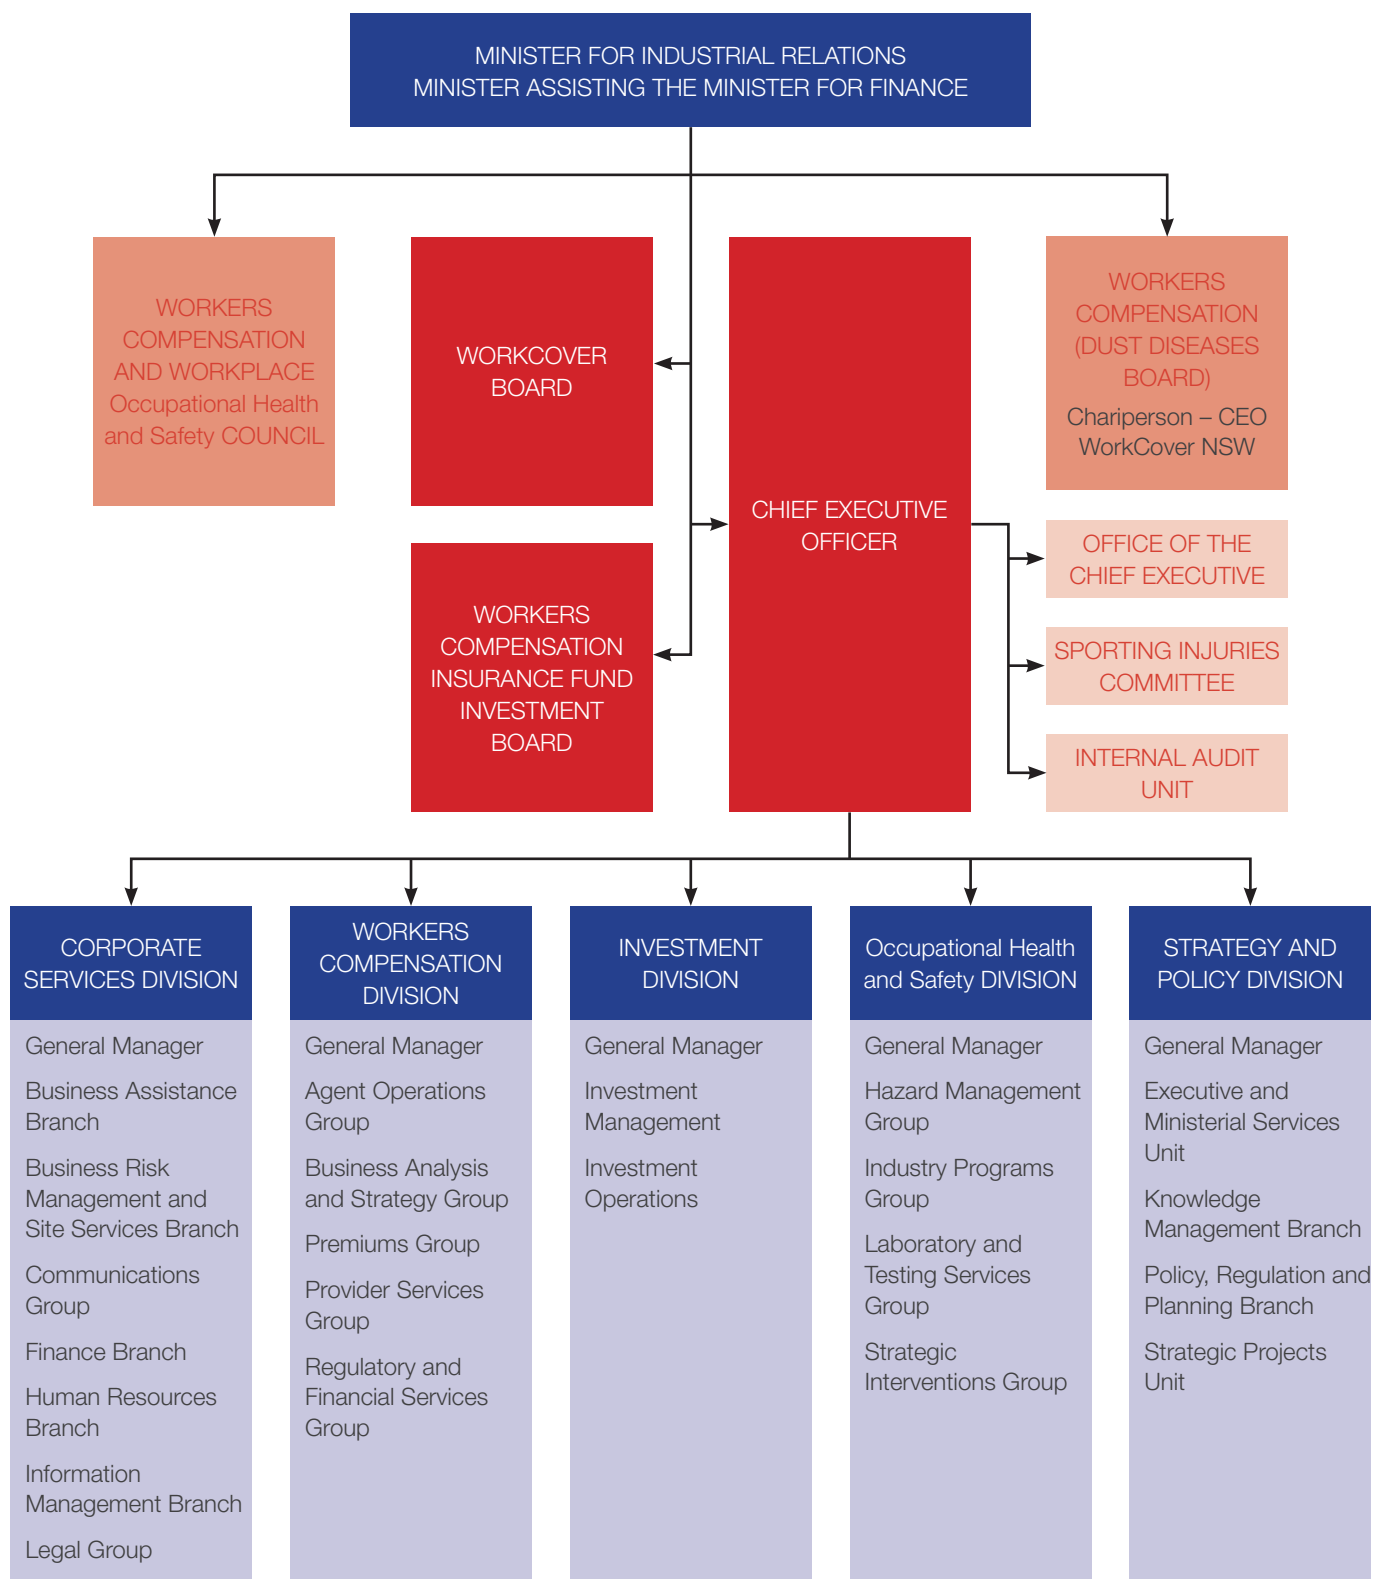 MINISTER FOR INDUSTRIAL RELATIONS
MINISTER ASSISTING THE MINISTER FOR FINANCE
WORKERS
COMPENSATION
AND WORKPLACE
Occupational Health
and Safety COUNCIL
WORKCOVER
BOARD
WORKERS
COMPENSATION
INSURANCE FUND
INVESTMENT
BOARD
CHIEF EXECUTIVE
OFFICER
WORKERS
COMPENSATION
(DUST DISEASES
BOARD)
Chariperson – CEO
WorkCover NSW
OFFICE OF THE
CHIEF EXECUTIVE
SPORTING INJURIES
COMMITTEE
INTERNAL AUDIT
UNIT
CORPORATE
SERVICES DIVISION
General Manager
Business Assistance
Branch
Business Risk
Management and
Site Services Branch
Communications
Group
Finance Branch
Human Resources
Branch
Information
Management Branch
Legal Group
WORKERS
COMPENSATION
DIVISION
General Manager
Agent Operations
Group
Business Analysis
and Strategy Group
Premiums Group
Provider Services
Group
Regulatory and
Financial Services
Group
INVESTMENT
DIVISION
General Manager
Investment
Management
Investment
Operations
Occupational Health
and Safety DIVISION
General Manager
Hazard Management
Group
Industry Programs
Group
Laboratory and
Testing Services
Group
Strategic
Interventions Group
STRATEGY AND
POLICY DIVISION
General Manager
Executive and
Ministerial Services
Unit
Knowledge
Management Branch
Policy, Regulation and
Planning Branch
Strategic Projects
Unit